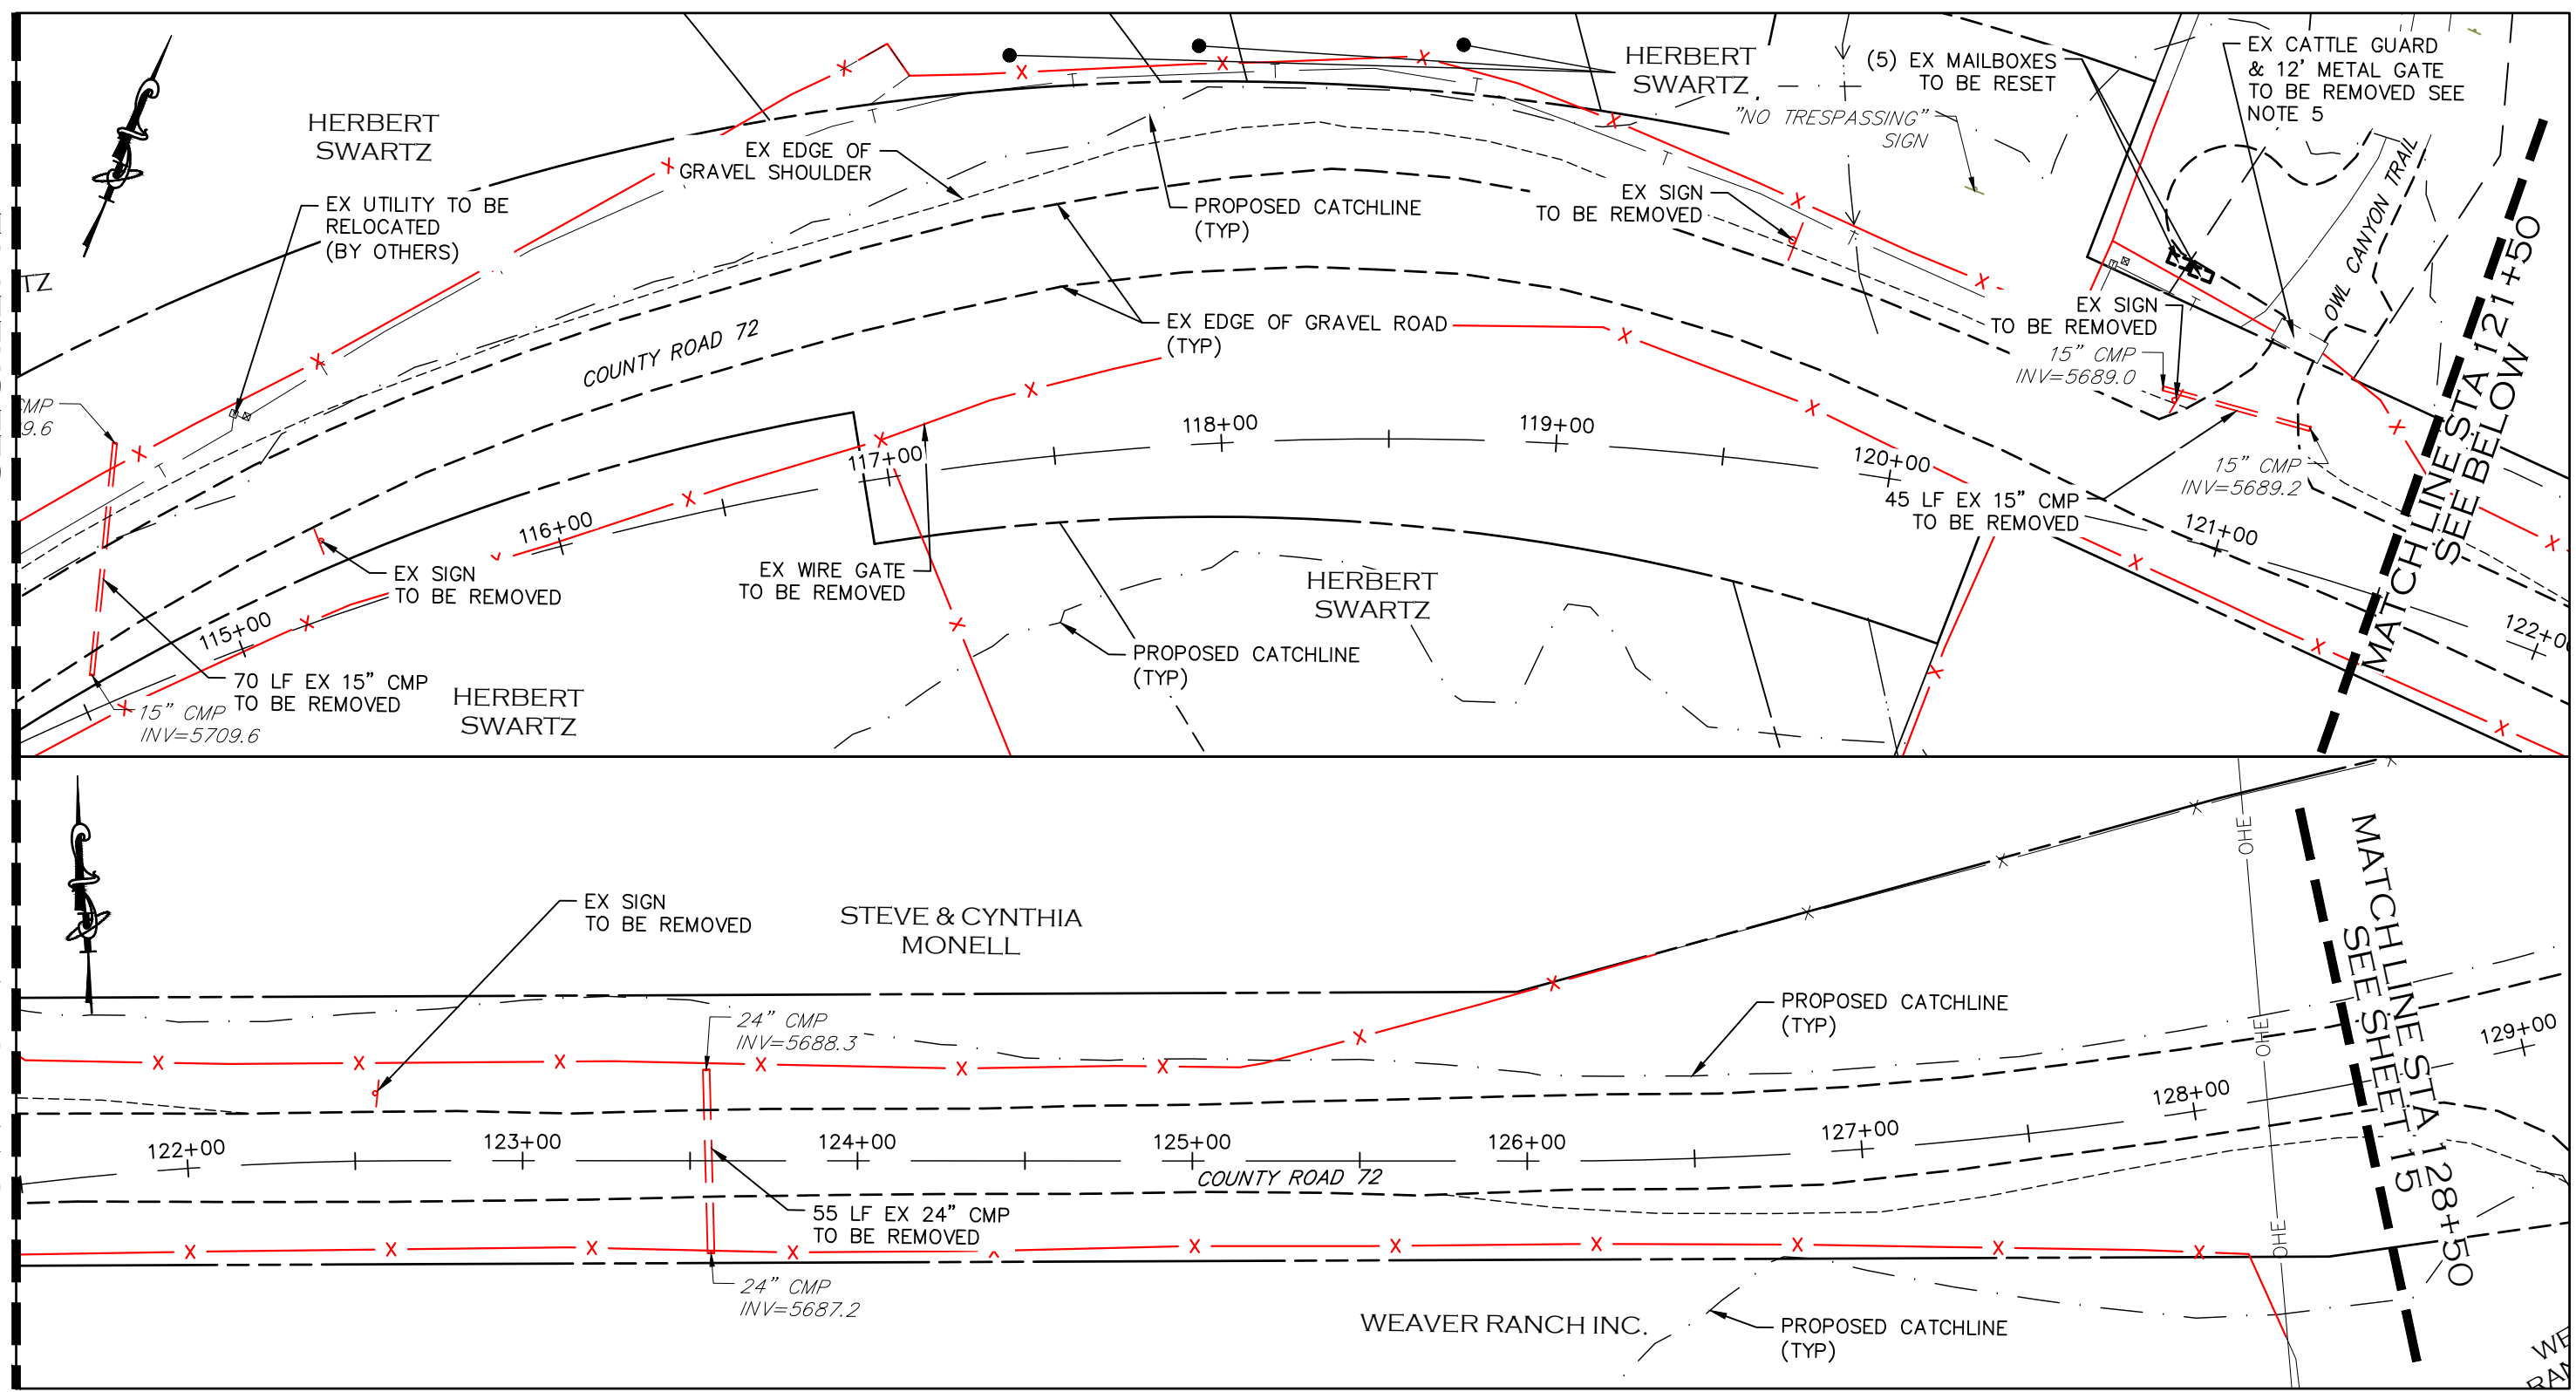 HERBERT
SWARTZ
EX UTILITY TO BE
RELOCATED
(BY OTHERS)
TZ
EX EDGE OF
GRAVEL SHOULDER
PROPOSED CATCHLINE
(TYP)
HERBERT
SWARTZ
"NO TRESPASSING"
SIGN
(5) EX MAILBOXES
TO BE RESET
EX CATTLE GUARD
& 12' METAL GATE
TO BE REMOVED SEE
NOTE 5
EX SIGN
TO BE REMOVED
OWL CANYON TRAIL
EX SIGN
TO BE REMOVED
15" CMP
INV=5689.0
EX EDGE OF GRAVEL ROAD
(TYP)
COUNTY ROAD 72
MP
9.6
115+00
116+00
117+00
118+00
119+00
120+00
121+00
122+0
15" CMP
INV=5689.2
45 LF EX 15" CMP
TO BE REMOVED
MATCHLINE STA 121+50
SEE BELOW
EX SIGN
TO BE REMOVED
EX WIRE GATE
TO BE REMOVED
HERBERT
SWARTZ
PROPOSED CATCHLINE
(TYP)
70 LF EX 15" CMP
TO BE REMOVED
15" CMP
INV=5709.6
HERBERT
SWARTZ
EX SIGN
TO BE REMOVED
STEVE & CYNTHIA
MONELL
24" CMP
INV=5688.3
PROPOSED CATCHLINE
(TYP)
OHE
OHE
OHE
MATCHLINE STA 128+50
SEE SHEET 15
122+00
123+00
124+00
125+00
126+00
127+00
128+00
129+00
COUNTY ROAD 72
55 LF EX 24" CMP
TO BE REMOVED
24" CMP
INV=5687.2
WEAVER RANCH INC.
PROPOSED CATCHLINE
(TYP)
WE
RAN